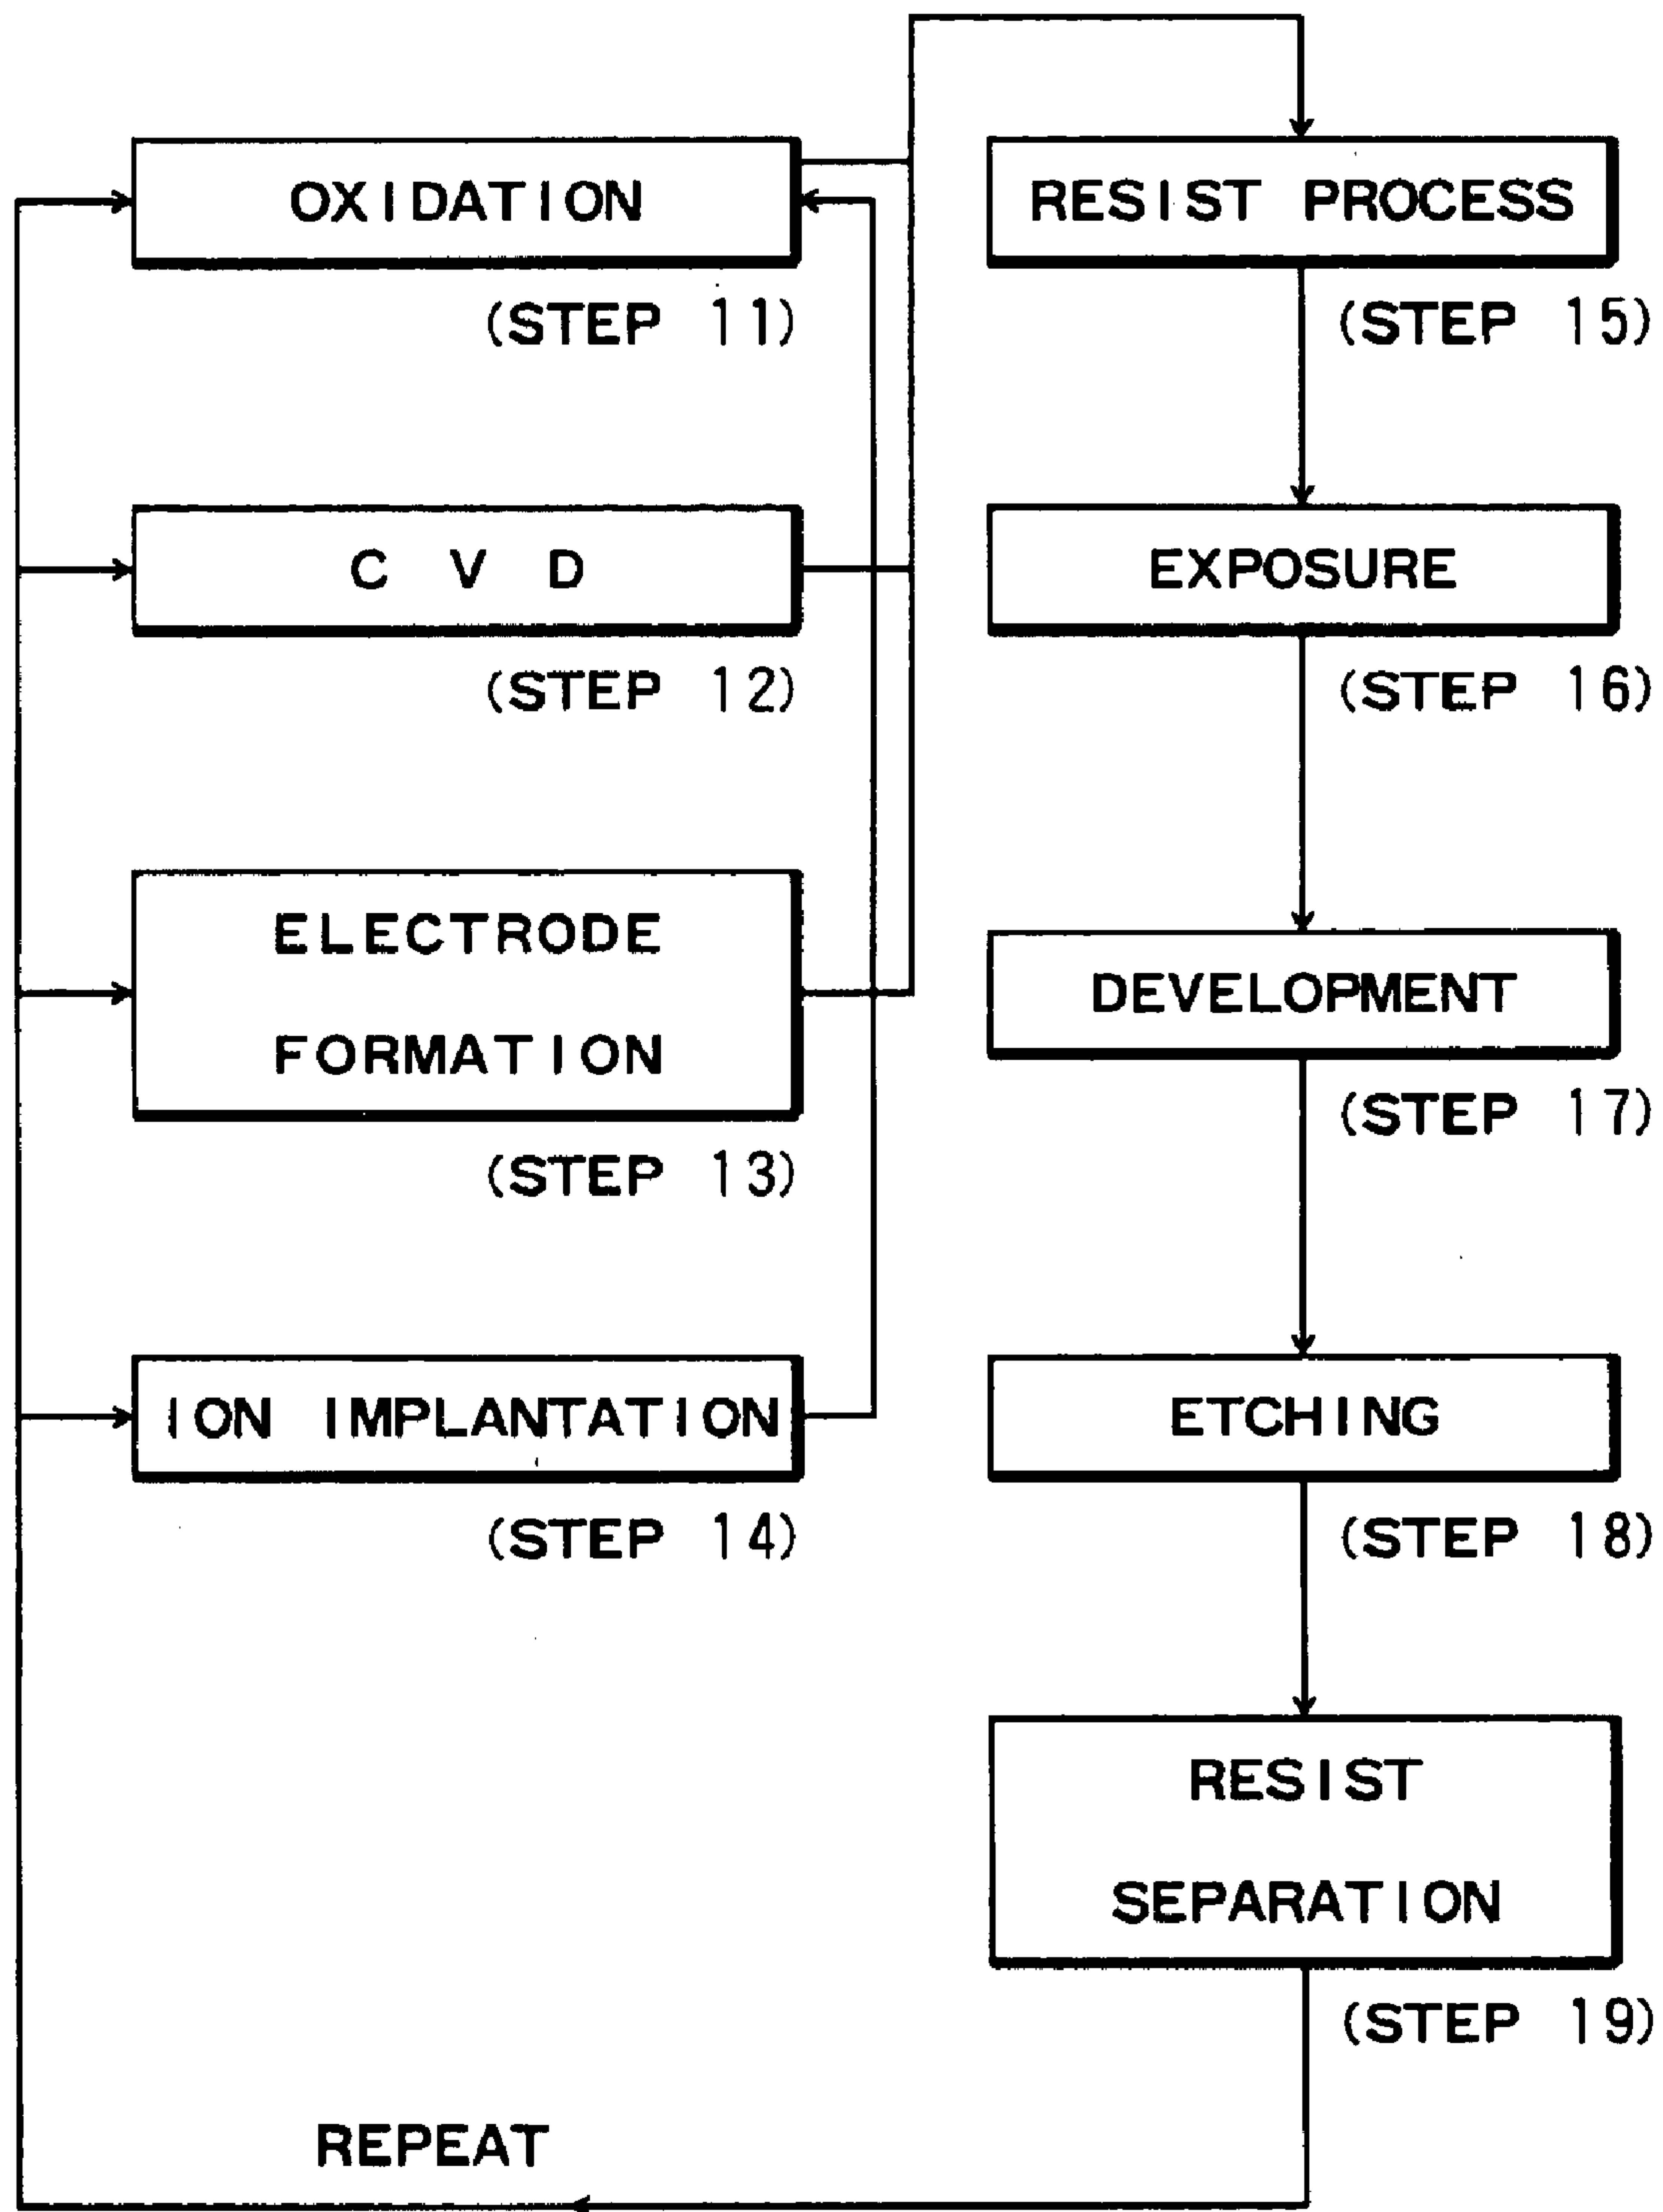 OXIDATION
(STEP 11)
C V D
(STEP 12)
ELECTRODE
FORMATION
(STEP 13)
ION IMPLANTATION
(STEP 14)
RESIST PROCESS
(STEP 15)
EXPOSURE
(STEP 16)
DEVELOPMENT
(STEP 17)
ETCHING
(STEP 18)
RESIST
SEPARATION
(STEP 19)
REPEAT